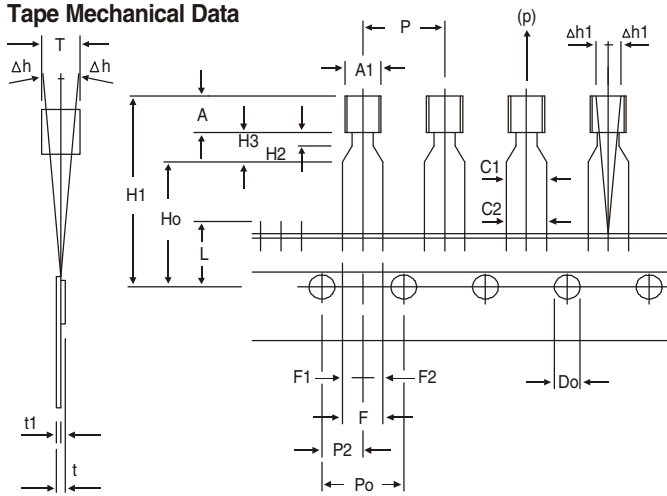 Tape Mechanical Data
(p)
T
P
Δh1
Δh1
Δh
Δh
A1
A
H3
H2
C1
H1
Ho
C2
L
F1
F2
Do
F
t1
P2
t
Po